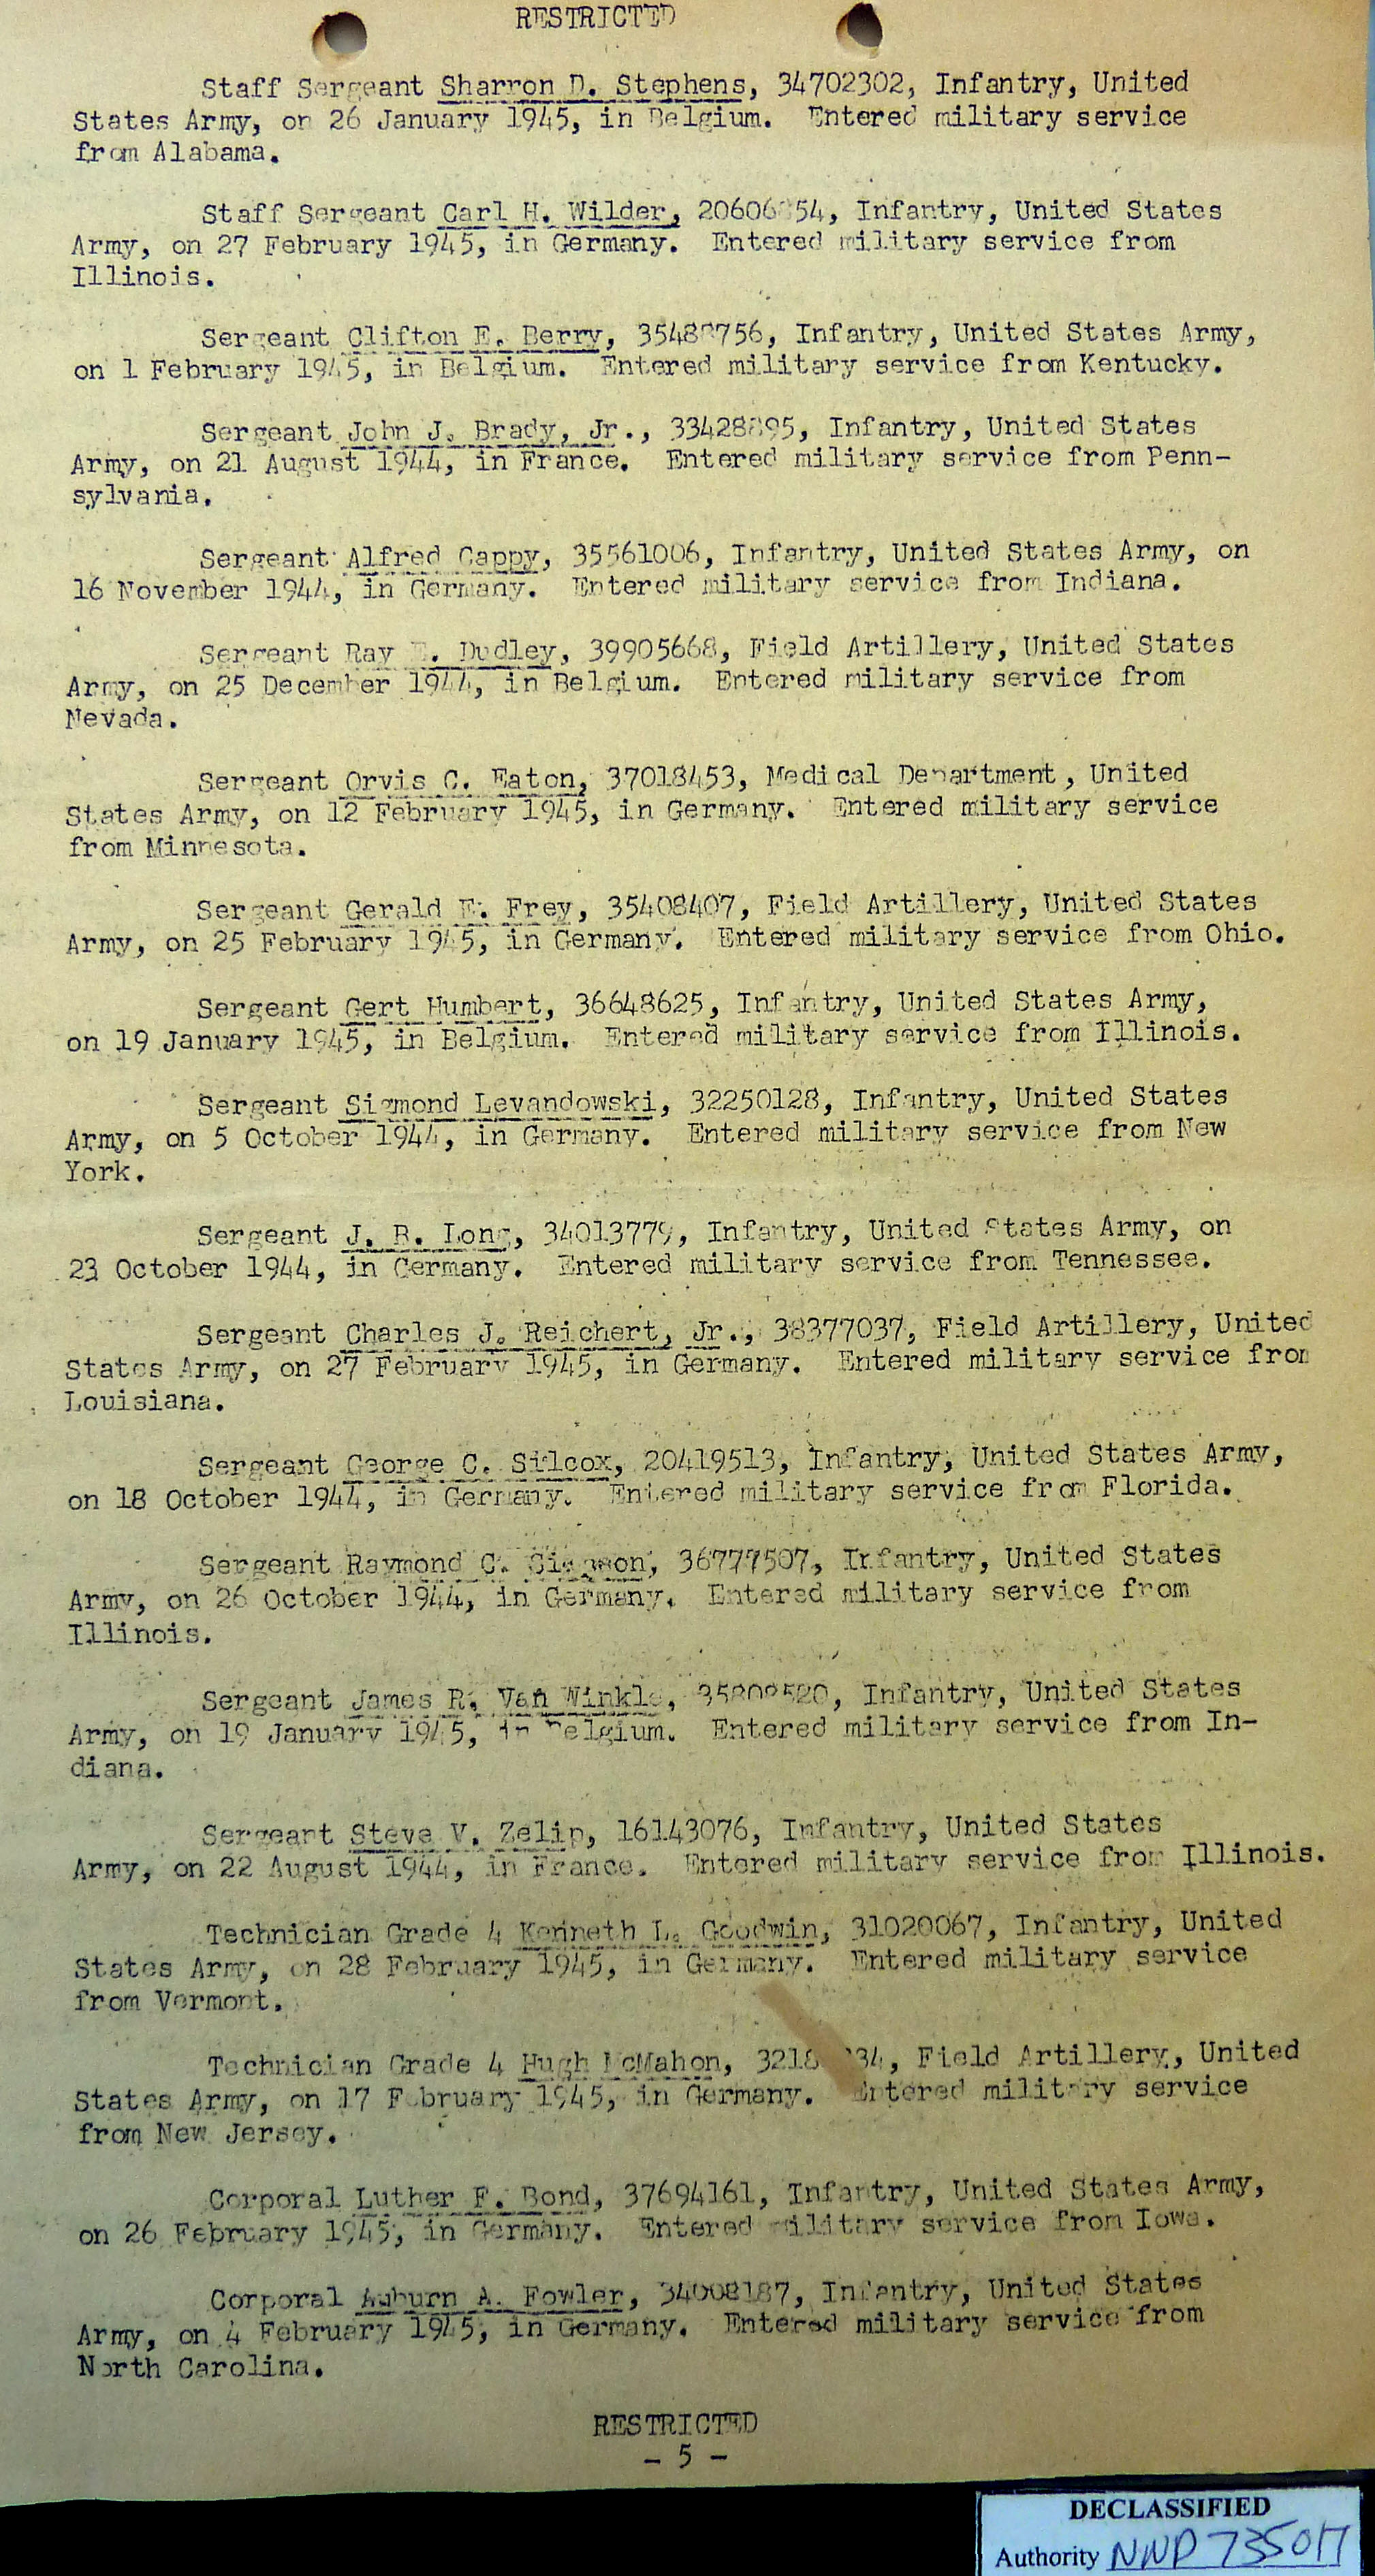 RESTRICTED
Staff Sergeant Sharron D. Stephens, 34702302, Infantry, United
States Army, on 26 January 1945, in Belgium. Entered military service
from Alabama.
Staff Sergeant Carl H. Wilder, Infantry, United States
Army, on 27 February 1945, in Germany. Entered military service from
Illinois.
Sergeant Clifton E. Berry, Infantry, United States Army,
on 1 February 1945, in Belgium. Entered military service from Kentucky.
Sergeant John J. Brady, Jr., Infantry, United States
Army, on 21 August 1944, in France. Entered military service from Penn-
sylvania.
Sergeant Alfred Cappy, 35561006, Infantry, United States Army, on
16 November 1944, in Germany. Entered military service from Indiana.
Sergeant Ray Dudley, 39905668, Field Artillery, United States
Army, on 25 December 1944, in Belgium. Entered military service from
Nevada.
Sergeant Orvis C. Eaton, 37018453, Medical Department, United
States Army, on 12 February 1945, in Germany. Entered military service
from Minnesota.
Sergeant Gerald Frey, 35408407, Field Artillery, United States
Army, on 25 February 1945, in Germany. Entered military service from Ohio.
Sergeant Gert Humbert, 36648625, Infantry, United States Army,
on 19 January 1945, in Belgium. Entered military service from Illinois.
Sergeant Sigmond Levandowski, 32250128, Infantry, United States
Army, on 5 October 1944, in Germany. Entered military service from New
York.
Sergeant J. B. Long, 34013779, Infantry, United States Army, on
23 October 1944, in Germany. Entered military service from Tennessee.
Sergeant Charles J. Reichert, Jr., 38377037, Field Artillery, United
States Army, on 27 February 1945, in Germany. Entered military service from
Louisiana.
Sergeant George C. Silcox, 20419513, Infantry, United States Army,
on 18 October 1944, in Germany. Entered military service from Florida.
Sergeant Raymond C. 36777507, Infantry, United States
Army, on 26 October 1944, in Germany. Entered military service from
Illinois.
Sergeant James R. Van Winkle, Infantry, United States
Army, on 19 January 1945, in Belgium. Entered military service from In-
diana.
Sergeant Steve V. Zelip, 16143076, Infantry, United States
Army, on 22 August 1944, in France. Entered military service from Illinois.
Technician Grade 4 Kenneth L. Goodwin, 31020067, Infantry, United
States Army, on 28 February 1945, in Germany. Entered military service
from Vermont.
Technician Grade 4 Hugh McMahon, Field Artillery, United
States Army, on 17 February 1945, in Germany. Entered military service
from New Jersey.
Corporal Luther F. Bond, 37694161, Infantry, United States Army,
on 26 February 1945, in Germany. Entered military service from Iowa.
Corporal Auburn A. Fowler, 34008187, Infantry, United States
Army, on 4 February 1945, in Germany. Entered military service from
North Carolina.
RESTRICTED
- 5 -
DECLASSIFIED
Authority NND 735017